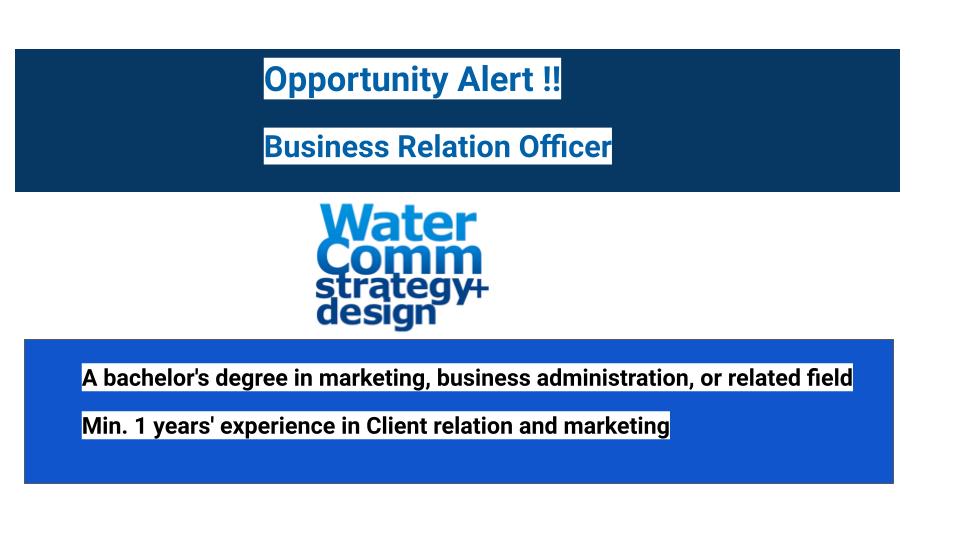 Opportunity Alert !!
Business Relation Officer
Water
Comm
strategy+
design
A bachelor's degree in marketing, business administration, or related field
Min. 1 years' experience in Client relation and marketing